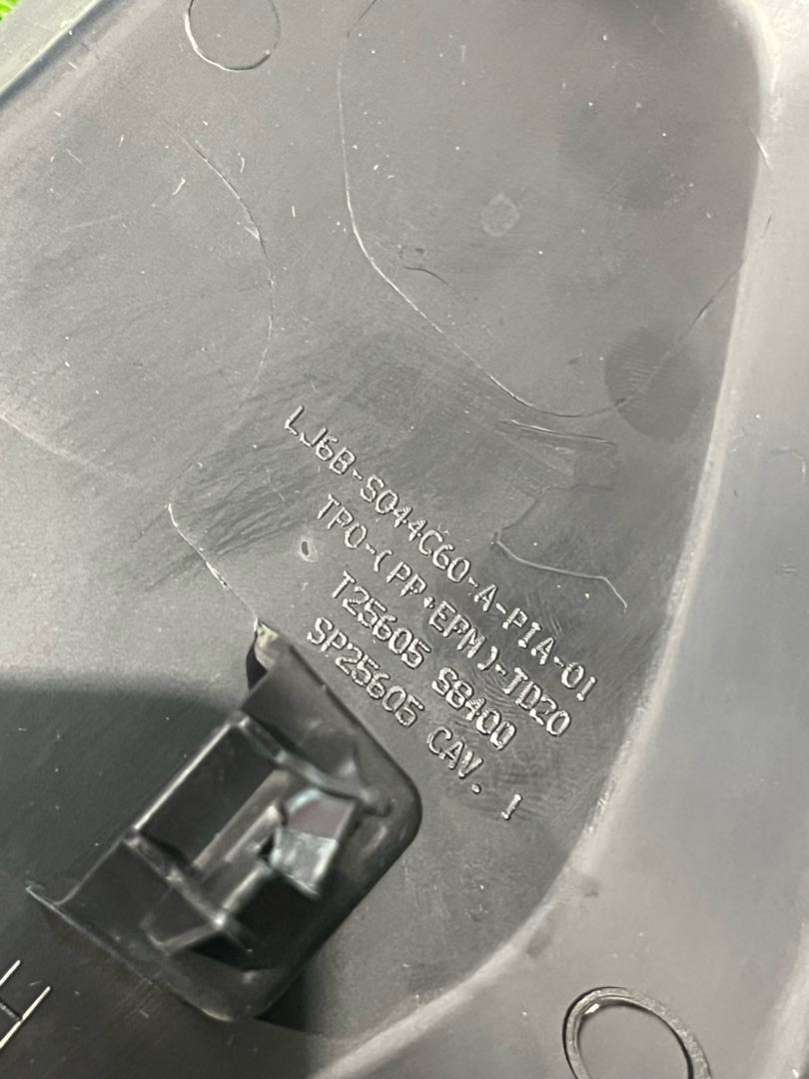 LJ6B-S044C60-A-PIA-01
TPO-(PP+EPM)-TD20
T25605 S8400
SP25605 CAV. 1